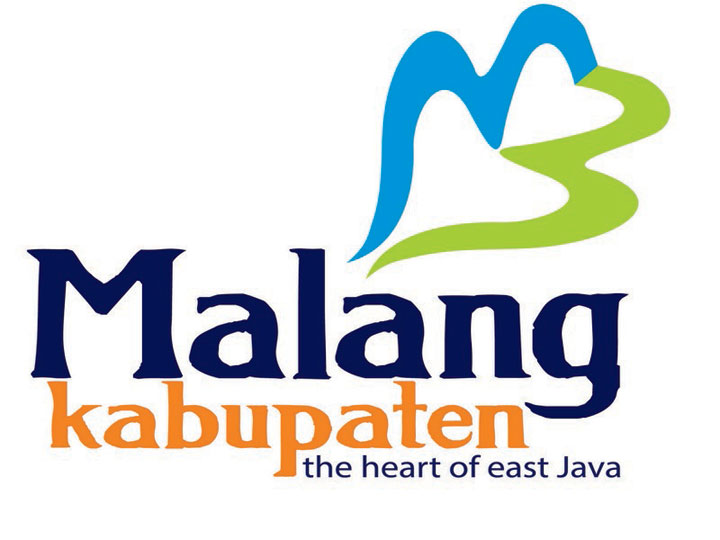 Malang
kabupaten
the heart of east Java